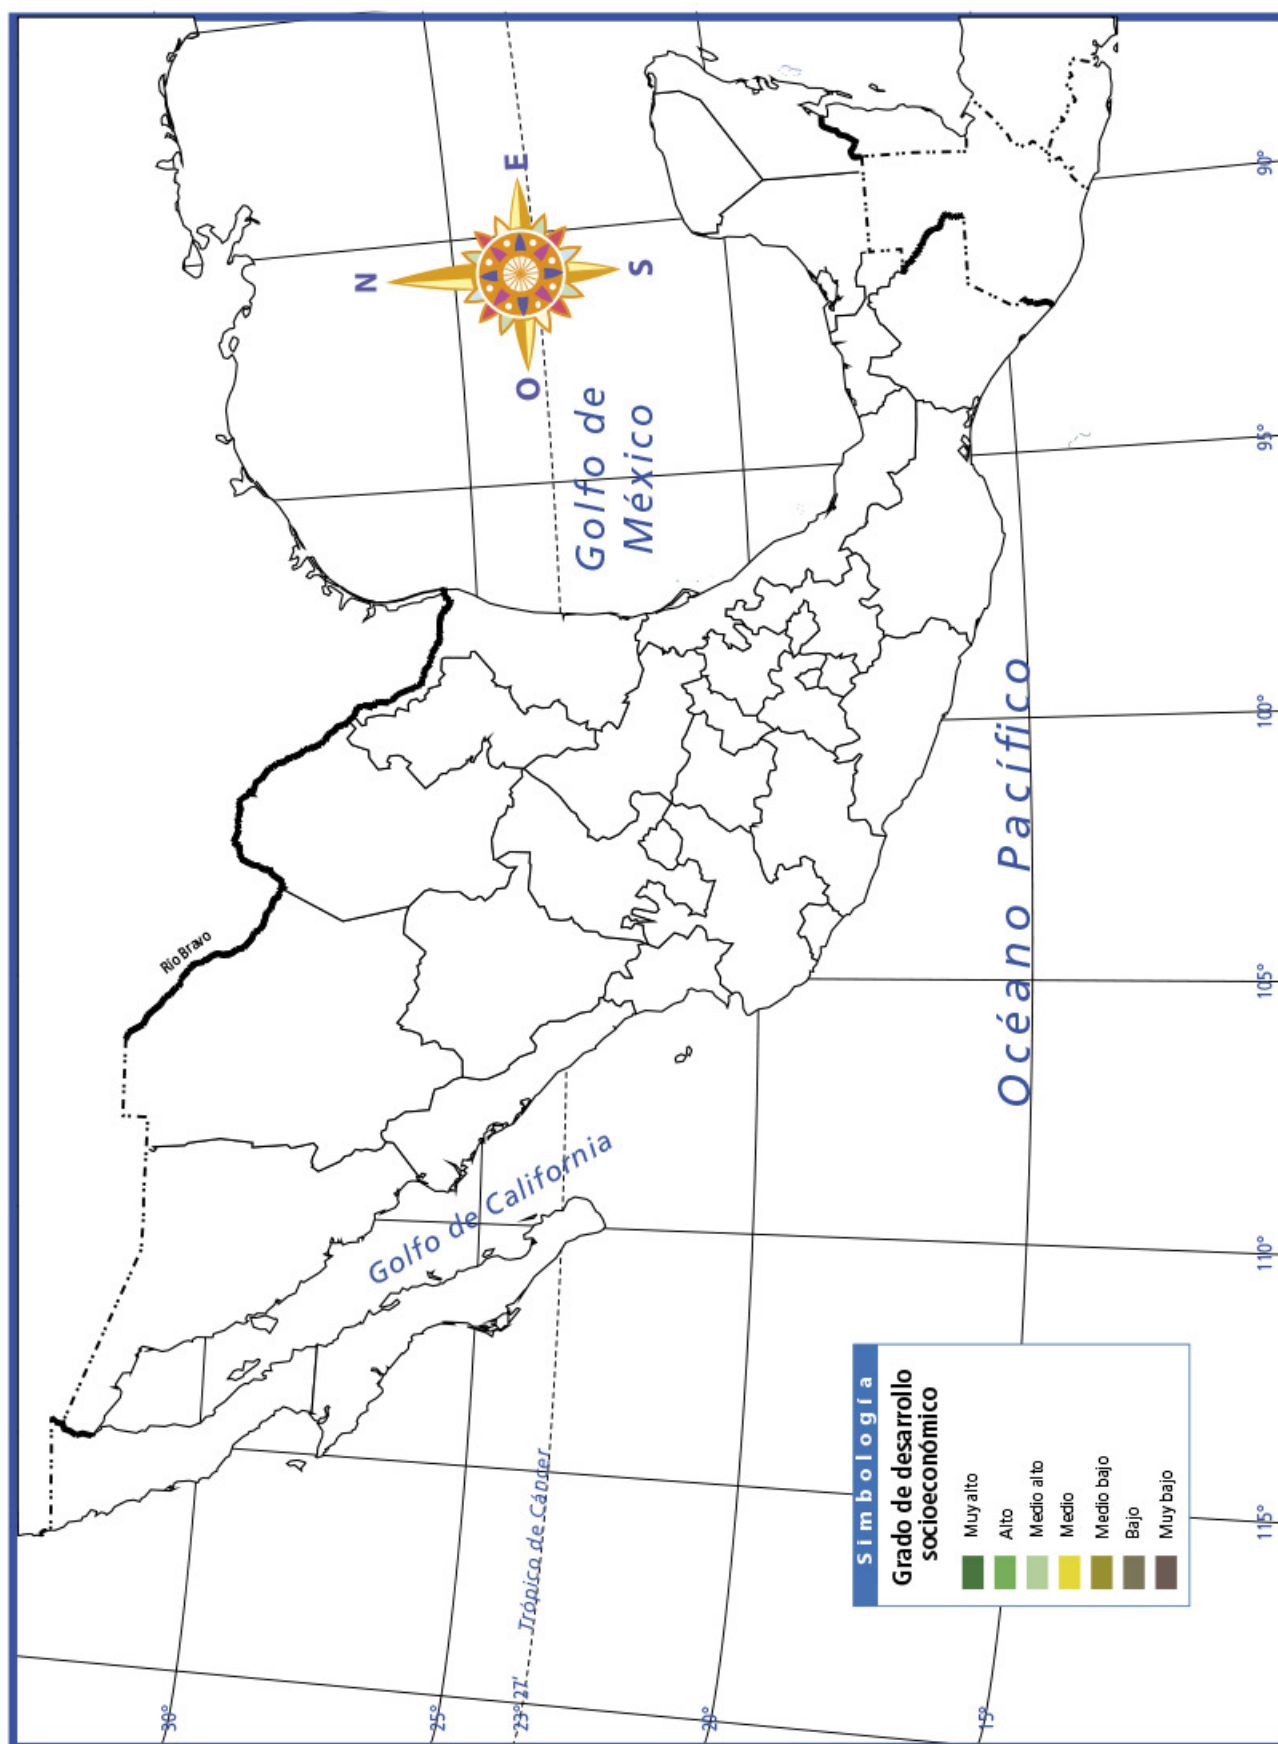 N
E
S
O
Golfo de
México
Río Bravo
Golfo de California
Océano Pacífico
Trópico de Cáncer
30°
25°
23° 27'
20°
15°
115°
110°
105°
100°
95°
90°
Simbología
Grado de desarrollo
socioeconómico
Muy alto
Alto
Medio alto
Medio
Medio bajo
Bajo
Muy bajo